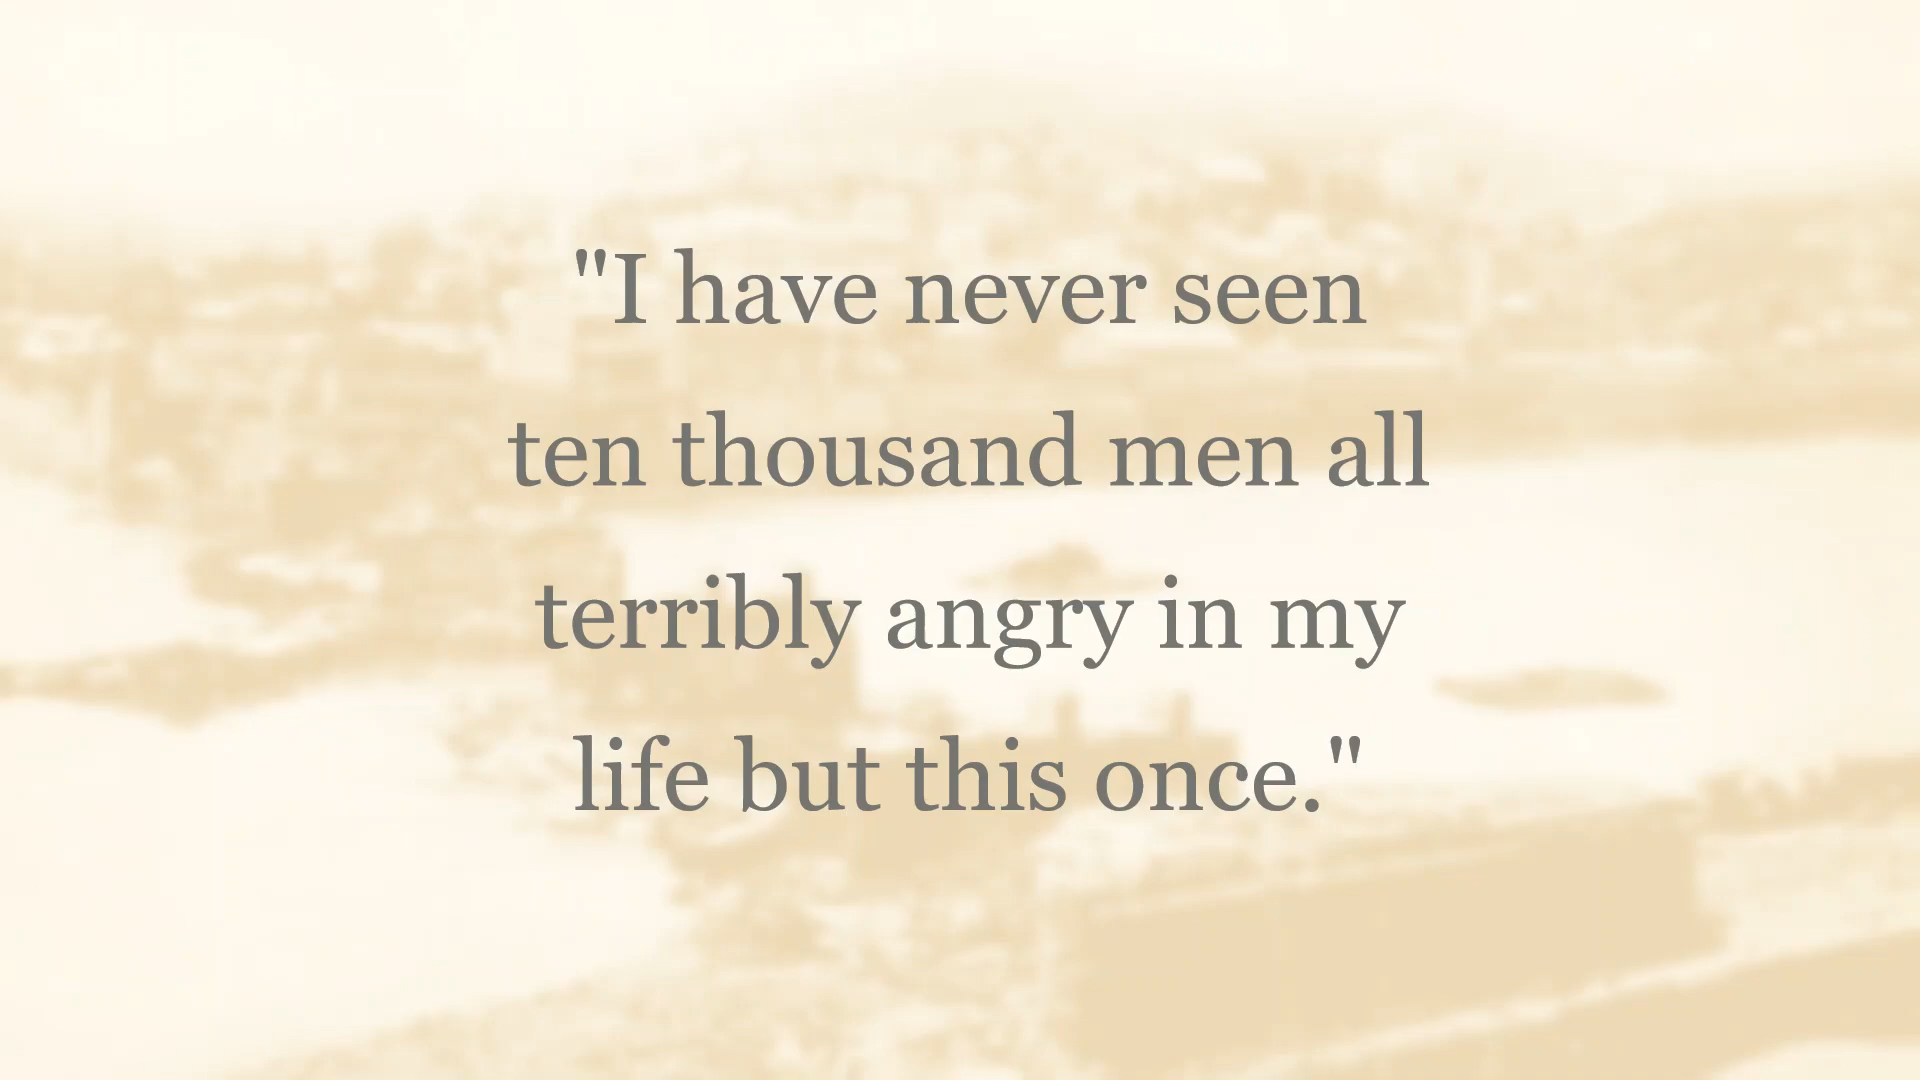 "I have never seen
ten thousand men all
terribly angry in my
life but this once."